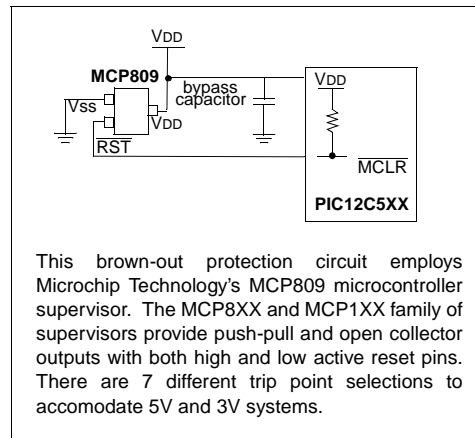 VDD
MCP809
bypass
capacitor
VDD
Vss
VDD
RST
MCLR
PIC12C5XX
This brown-out protection circuit employs
Microchip Technology's MCP809 microcontroller
supervisor. The MCP8XX and MCP1XX family of
supervisors provide push-pull and open collector
outputs with both high and low active reset pins.
There are 7 different trip point selections to
accomodate 5V and 3V systems.